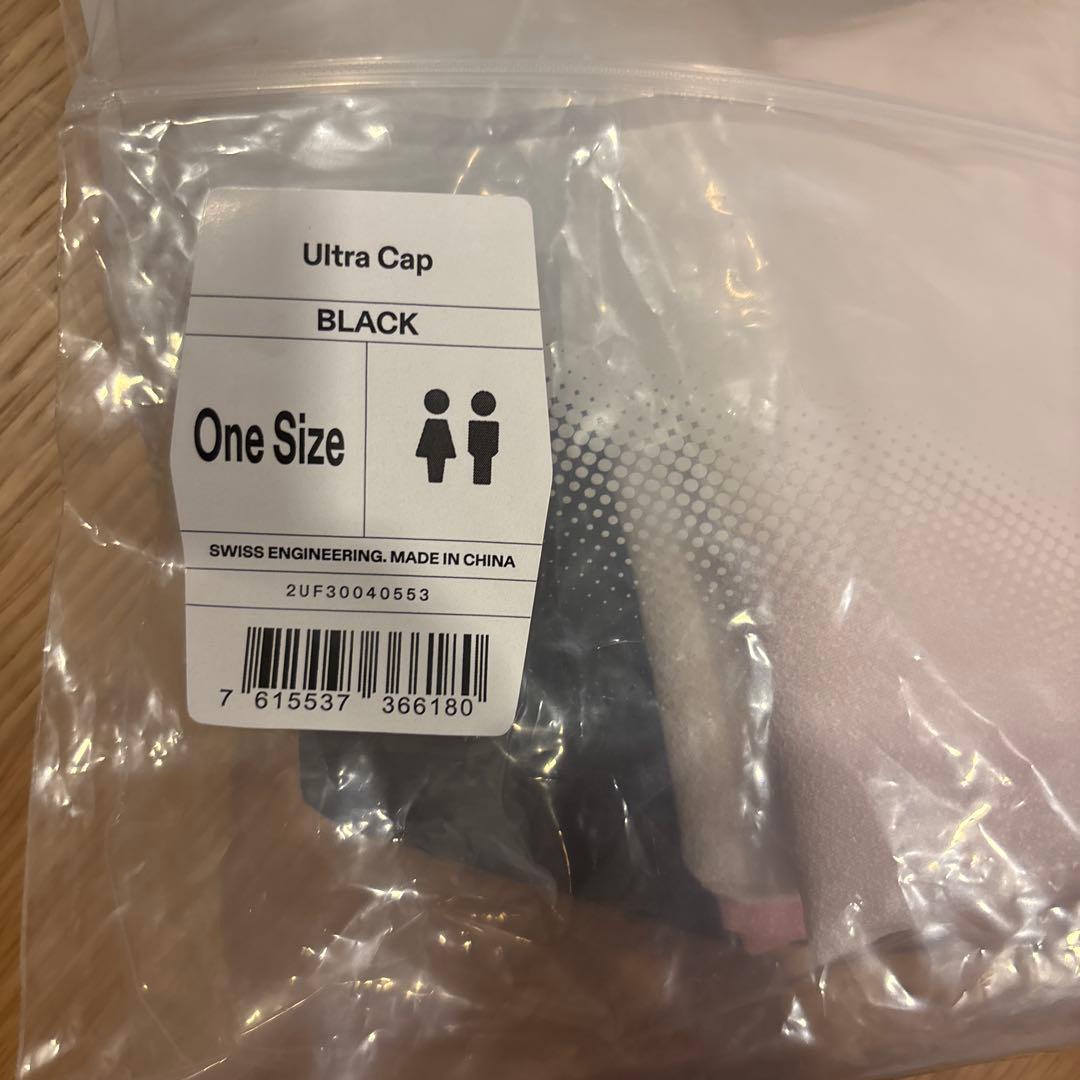 Ultra Cap
BLACK
One Size
SWISS ENGINEERING. MADE IN CHINA
2UF30040553
7 615537 366180